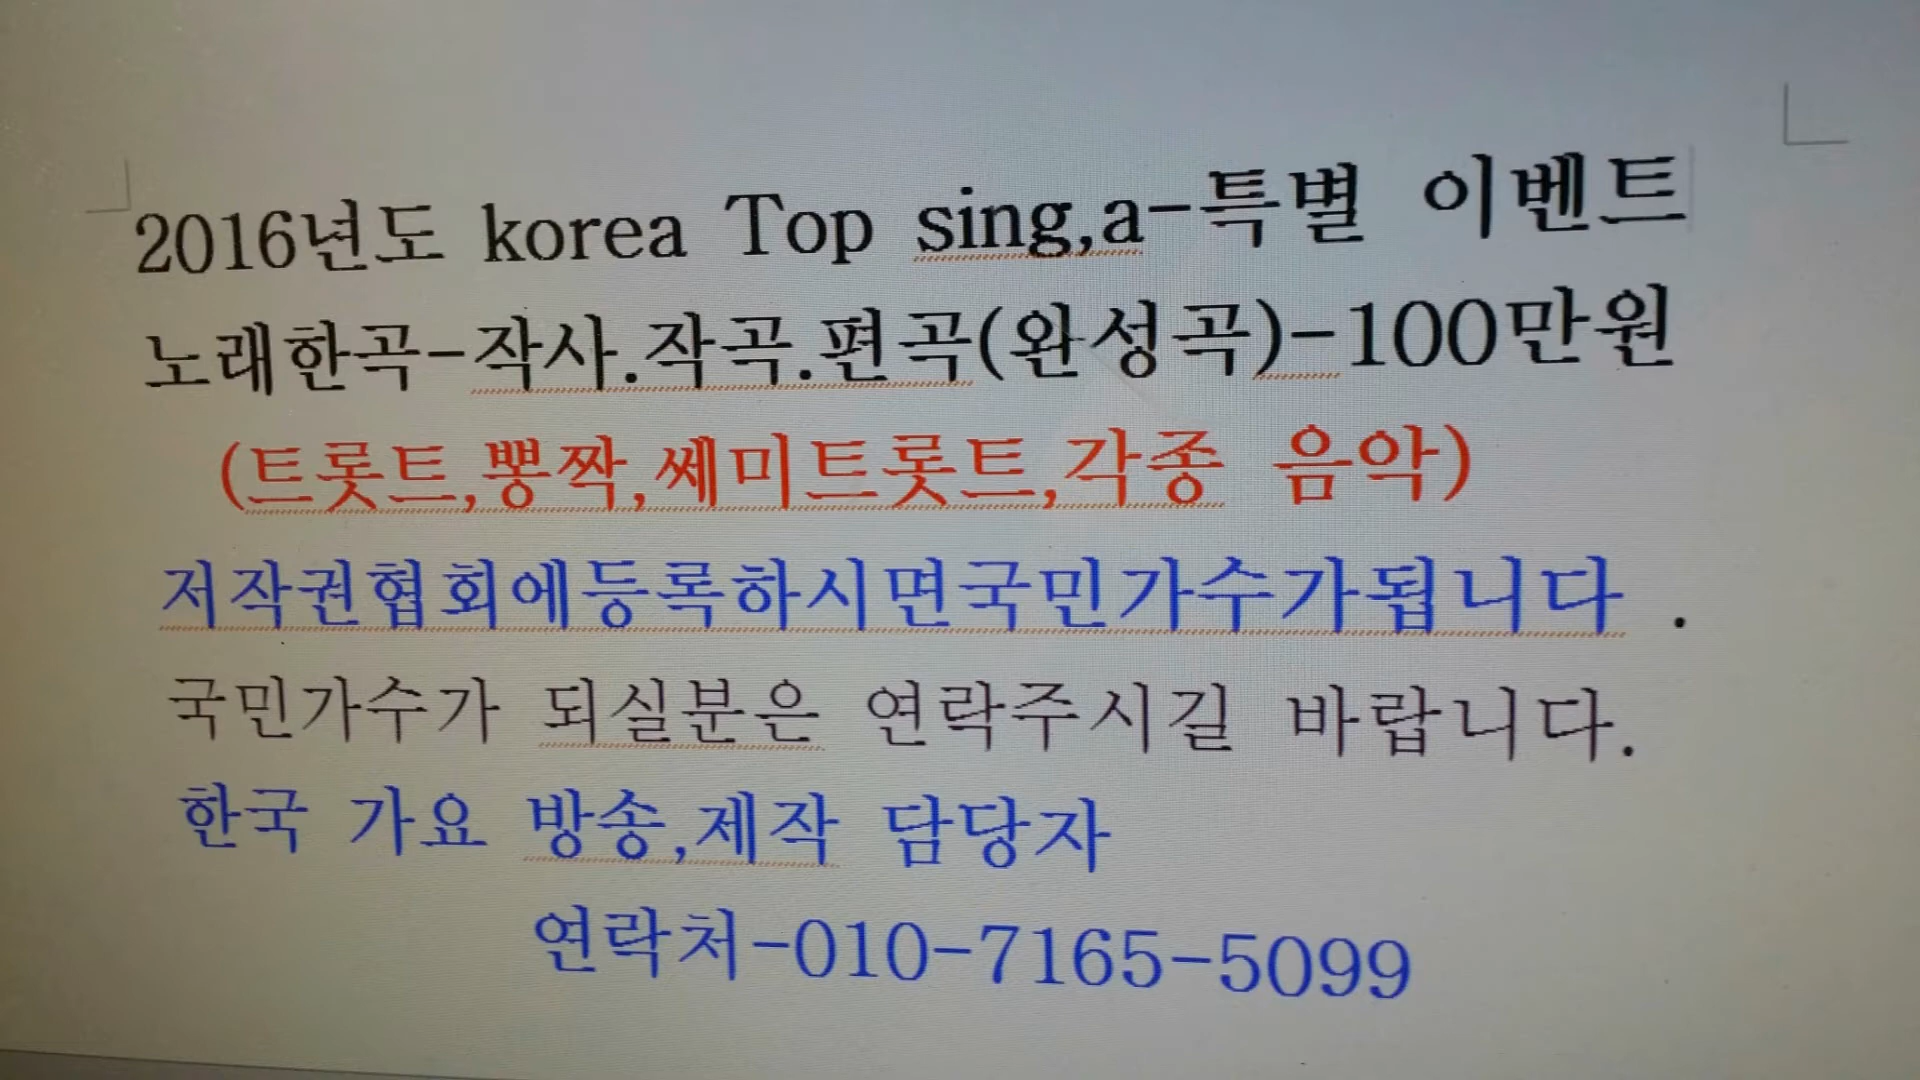 2016년도 korea Top sing,a-특별 이벤트
노래한곡-작사.작곡.편곡(완성곡)-100만원
(트롯트,뽕짝,쎄미트롯트,각종 음악)
저작권협회에등록하시면국민가수가됩니다 .
국민가수가 되실분은 연락주시길 바랍니다.
한국 가요 방송,제작 담당자
연락처-010-7165-5099